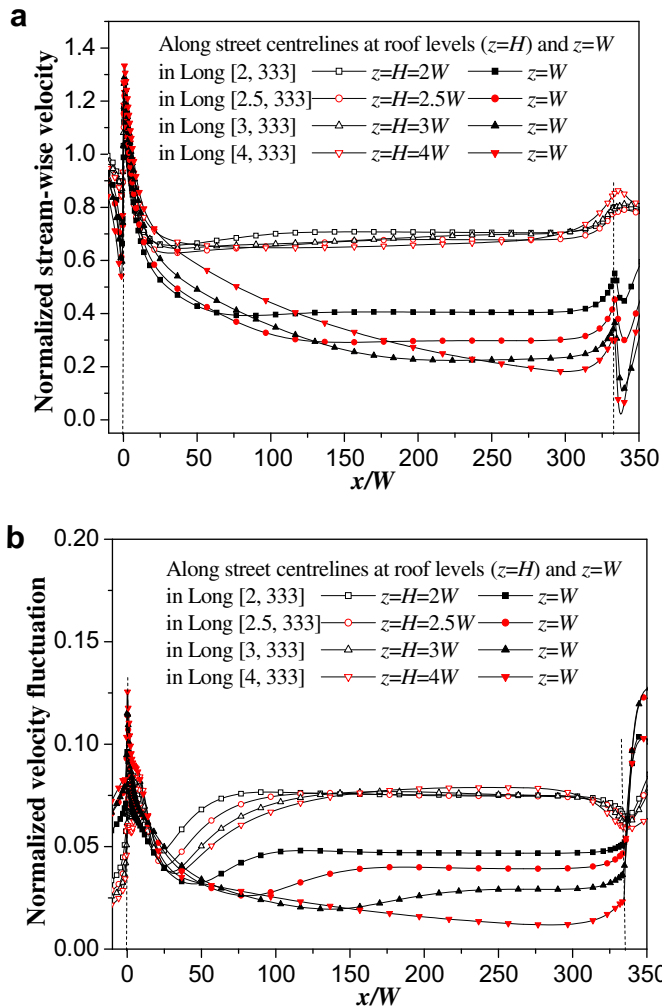 a
Normalized stream-wise velocity
1.4
1.2
1.0
0.8
0.6
0.4
0.2
0.0
Along street centrelines at roof levels (z=H) and z=W
in Long [2, 333] z=H=2W z=W
in Long [2.5, 333] z=H=2.5W z=W
in Long [3, 333] z=H=3W z=W
in Long [4, 333] z=H=4W z=W
0 50 100 150 200 250 300 350
x/W
b
Normalized velocity fluctuation
0.20
0.15
0.10
0.05
0.00
Along street centrelines at roof levels (z=H) and z=W
in Long [2, 333] z=H=2W z=W
in Long [2.5, 333] z=H=2.5W z=W
in Long [3, 333] z=H=3W z=W
in Long [4, 333] z=H=4W z=W
0 50 100 150 200 250 300 350
x/W